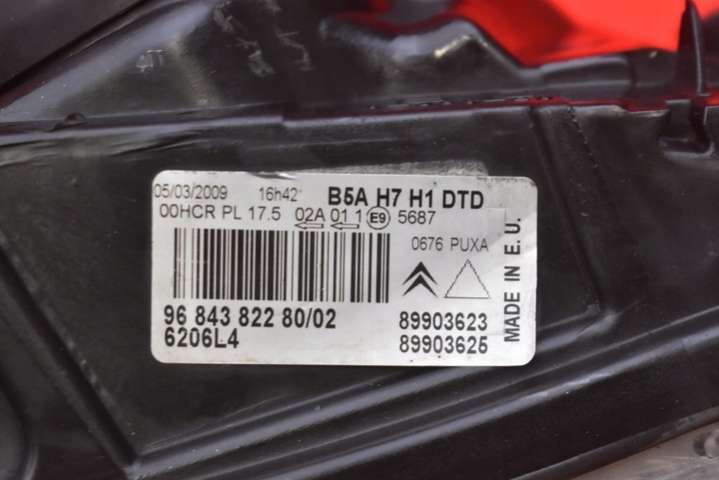 05/03/2009 16h42 B5A H7 H1 DTD
00HCR PL 17.5 02A 01 1 E9 5687
0676 PUXA
96 843 822 80/02 89903623
6206L4 89903625
MADE IN E. U.